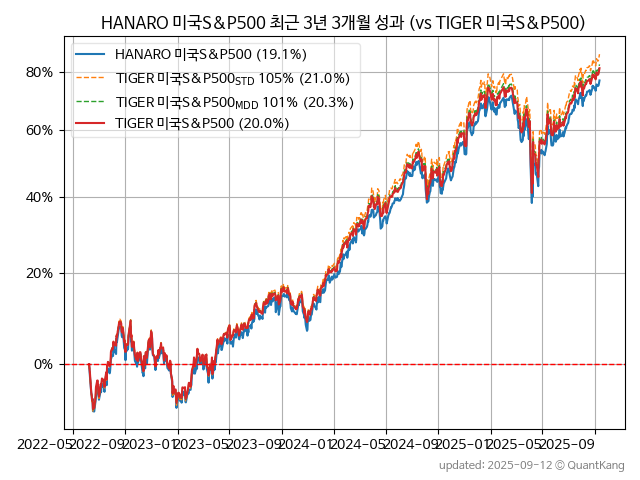 HANARO 미국S&P500 최근 3년 3개월 성과 (vs TIGER 미국S&P500)
HANARO 미국S&P500 (19.1%)
TIGER 미국S&P500STD 105% (21.0%)
TIGER 미국S&P500MDD 101% (20.3%)
TIGER 미국S&P500 (20.0%)
80%
60%
40%
20%
0%
2022-05 2022-09 2023-01 2023-05 2023-09 2024-01 2024-05 2024-09 2025-01 2025-05 2025-09
updated: 2025-09-12 © QuantKang